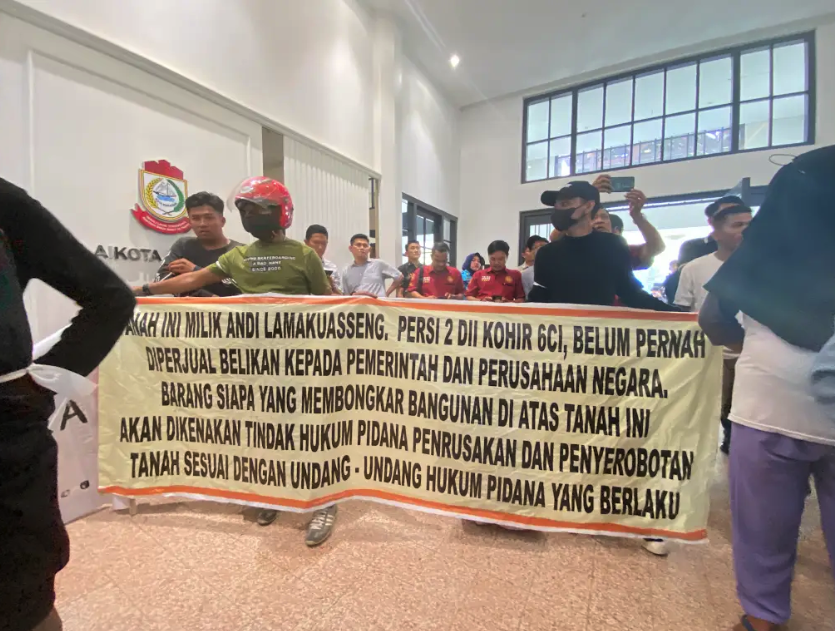 AIKOTA
AKAH INI MILIK ANDI LAMAKUASSENG. PERSI 2 DII KOHIR 6CI, BELUM PERNAH
DIPERJUAL BELIKAN KEPADA PEMERINTAH DAN PERUSAHAAN NEGARA.
BARANG SIAPA YANG MEMBONGKAR BANGUNAN DI ATAS TANAH INI
AKAN DIKENAKAN TINDAK HUKUM PIDANA PENRUSAKAN DAN PENYEROBOTAN
TANAH SESUAI DENGAN UNDANG - UNDANG HUKUM PIDANA YANG BERLAKU
A